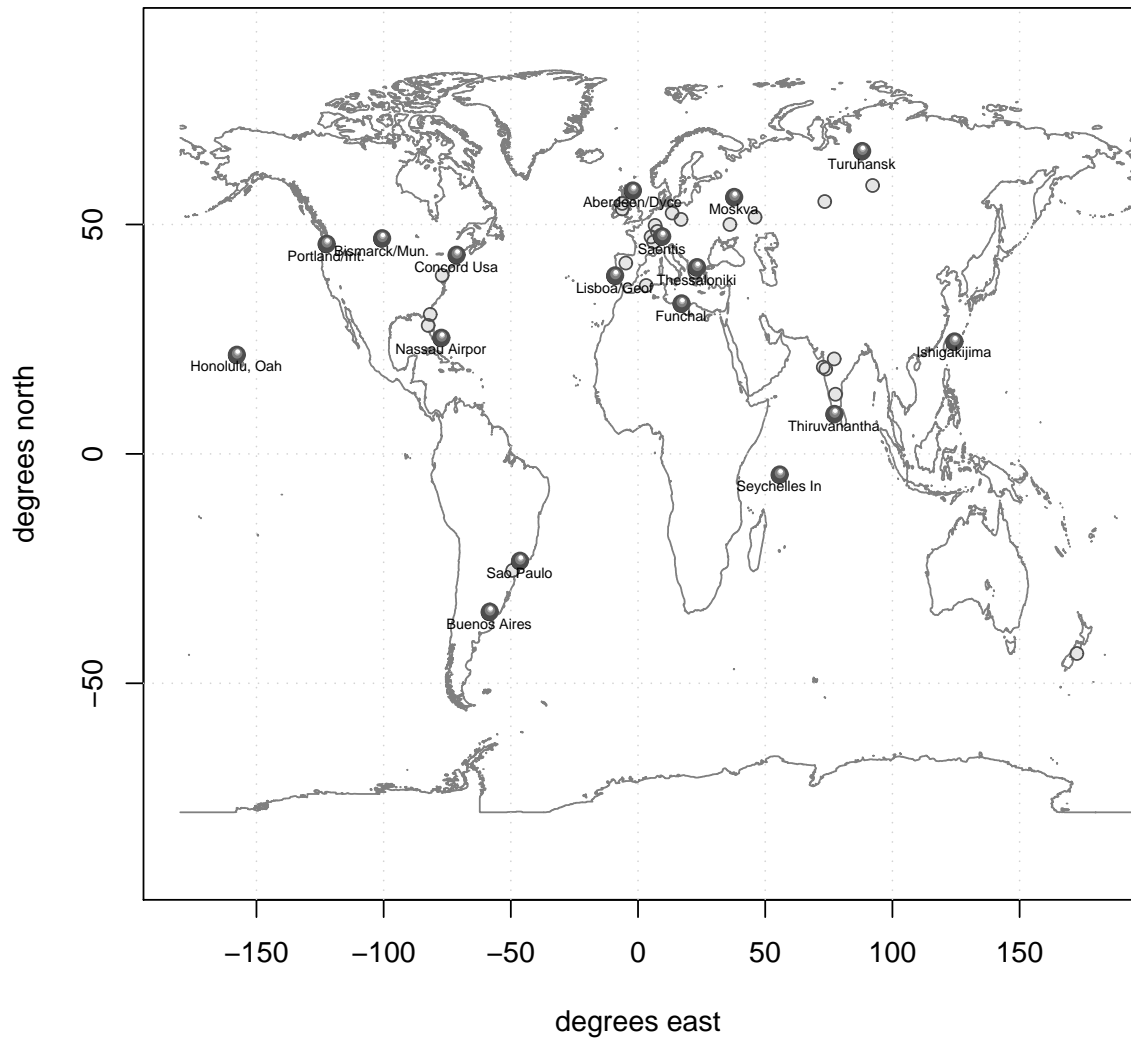 Turuhansk
Aberdeen/Dyce
Moskva
Portland/Int.
Bismarck/Mun.
Saentis
Concord Usa
Thessaloniki
Lisboa/Geof
Funchal
Nassau Airpor
Ishigakijima
Honolulu, Oah
Thiruvanantha
Seychelles In
Sao Paulo
Buenos Aires
50
0
−50
degrees north
−150
−100
−50
0
50
100
150
degrees east